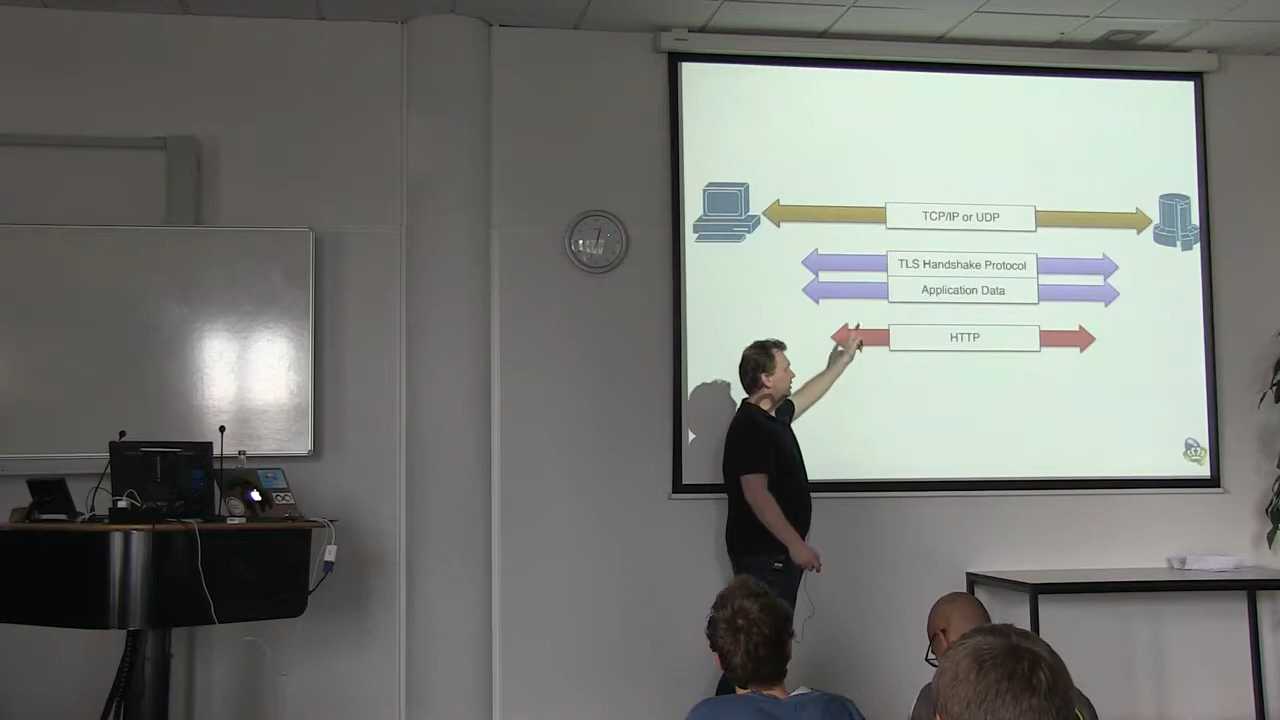 TCP/IP or UDP
TLS Handshake Protocol
Application Data
HTTP